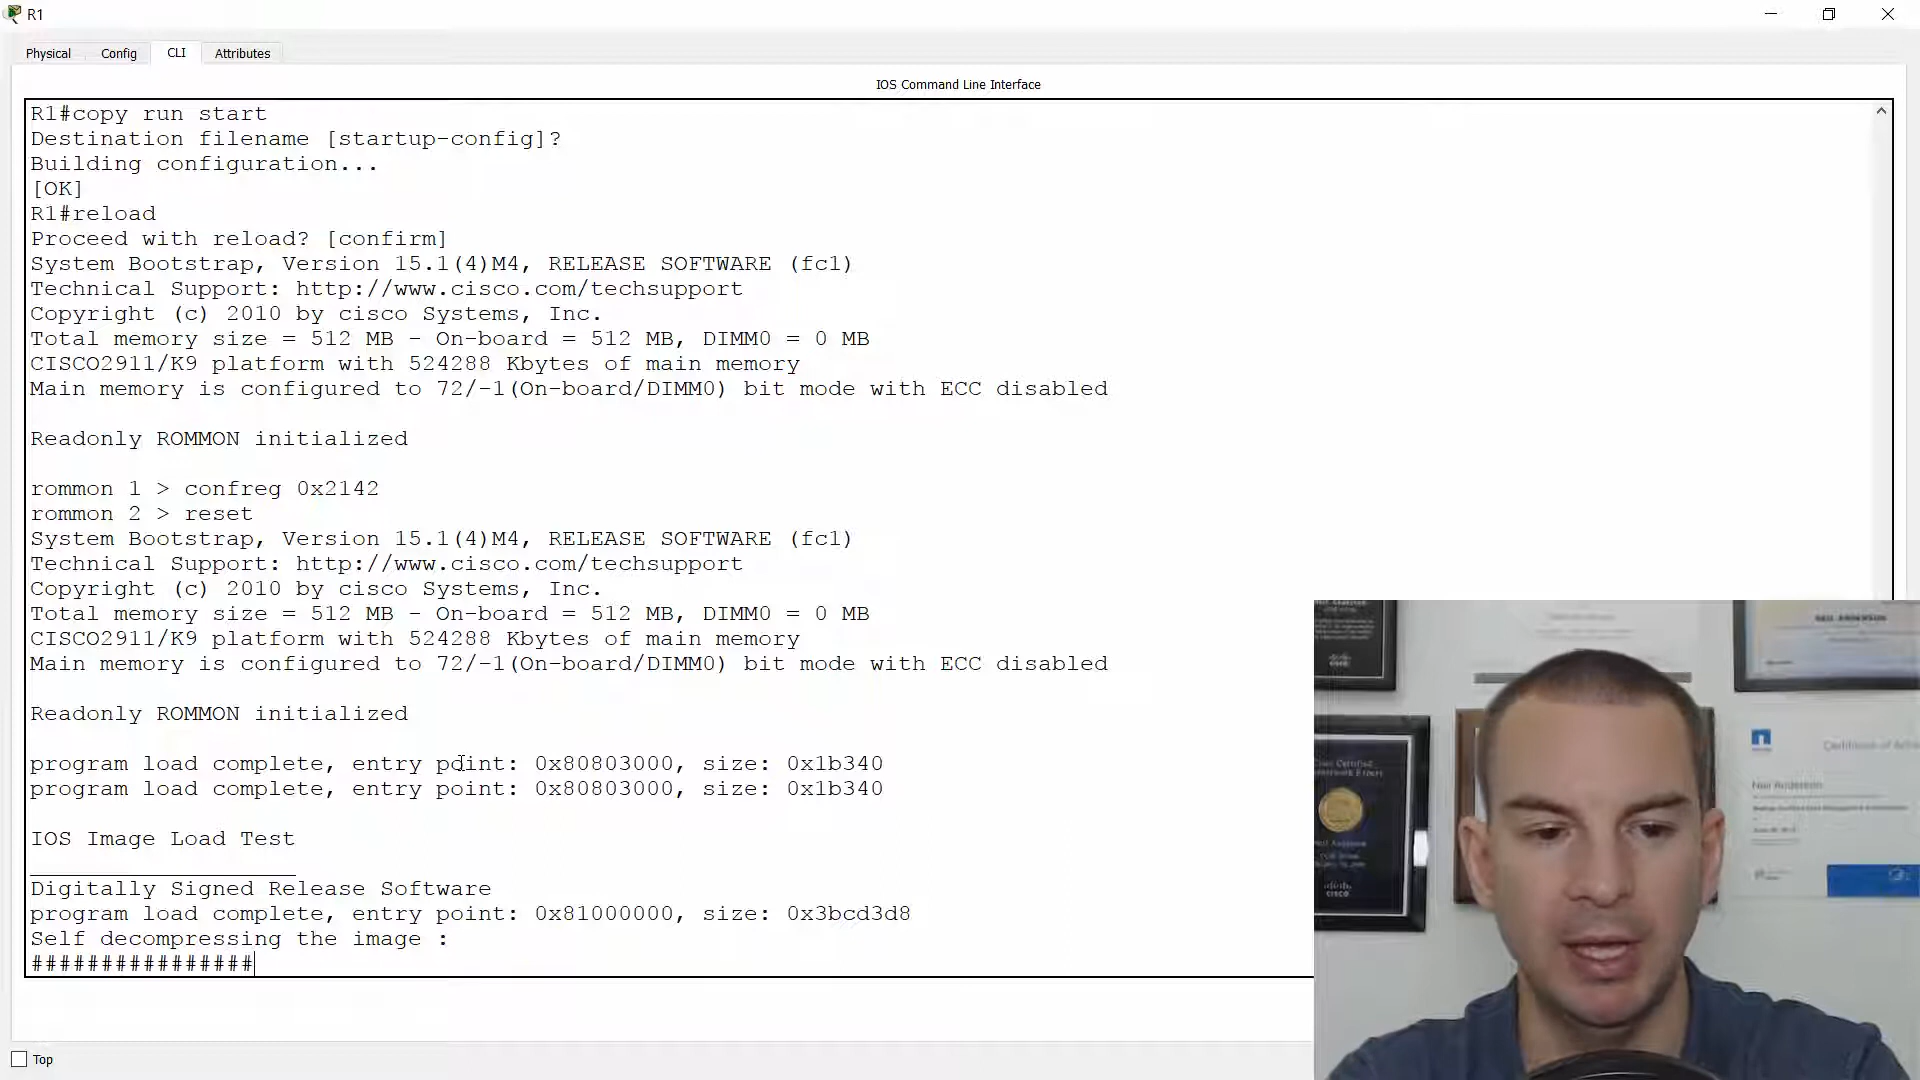 R1
Physical
Config
CLI
Attributes
IOS Command Line Interface
R1#copy run start
Destination filename [startup-config]?
Building configuration...
[OK]
R1#reload
Proceed with reload? [confirm]
System Bootstrap, Version 15.1(4)M4, RELEASE SOFTWARE (fc1)
Technical Support: http://www.cisco.com/techsupport
Copyright (c) 2010 by cisco Systems, Inc.
Total memory size = 512 MB - On-board = 512 MB, DIMM0 = 0 MB
CISCO2911/K9 platform with 524288 Kbytes of main memory
Main memory is configured to 72/-1(On-board/DIMM0) bit mode with ECC disabled
Readonly ROMMON initialized
rommon 1 > confreg 0x2142
rommon 2 > reset
System Bootstrap, Version 15.1(4)M4, RELEASE SOFTWARE (fc1)
Technical Support: http://www.cisco.com/techsupport
Copyright (c) 2010 by cisco Systems, Inc.
Total memory size = 512 MB - On-board = 512 MB, DIMM0 = 0 MB
CISCO2911/K9 platform with 524288 Kbytes of main memory
Main memory is configured to 72/-1(On-board/DIMM0) bit mode with ECC disabled
Readonly ROMMON initialized
program load complete, entry point: 0x80803000, size: 0x1b340
program load complete, entry point: 0x80803000, size: 0x1b340
IOS Image Load Test
___________________
Digitally Signed Release Software
program load complete, entry point: 0x81000000, size: 0x3bcd3d8
Self decompressing the image :
################
Top
NEIL ANDERSON
Neil Anderson
CISCO